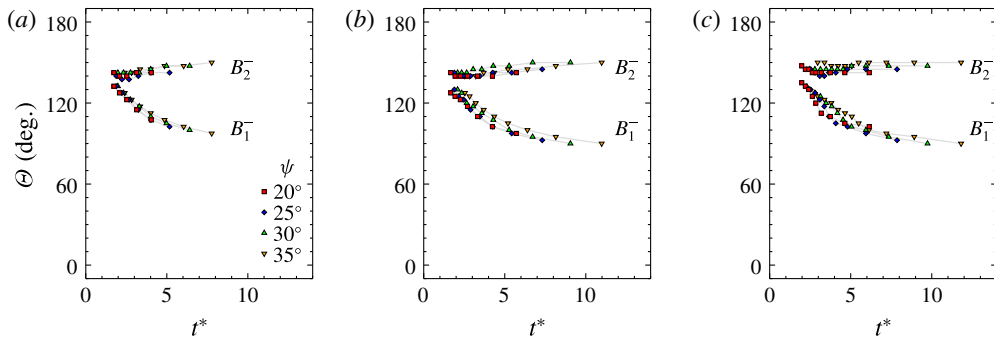 (a) (b) (c)
180 180 180
B₂⁻ B₂⁻ B₂⁻
120 120 120
B₁⁻ B₁⁻ B₁⁻
Θ (deg.)
ψ
60 60 60
20°
25°
30°
35°
0 0 0
0 5 10 0 5 10 0 5 10
t* t* t*